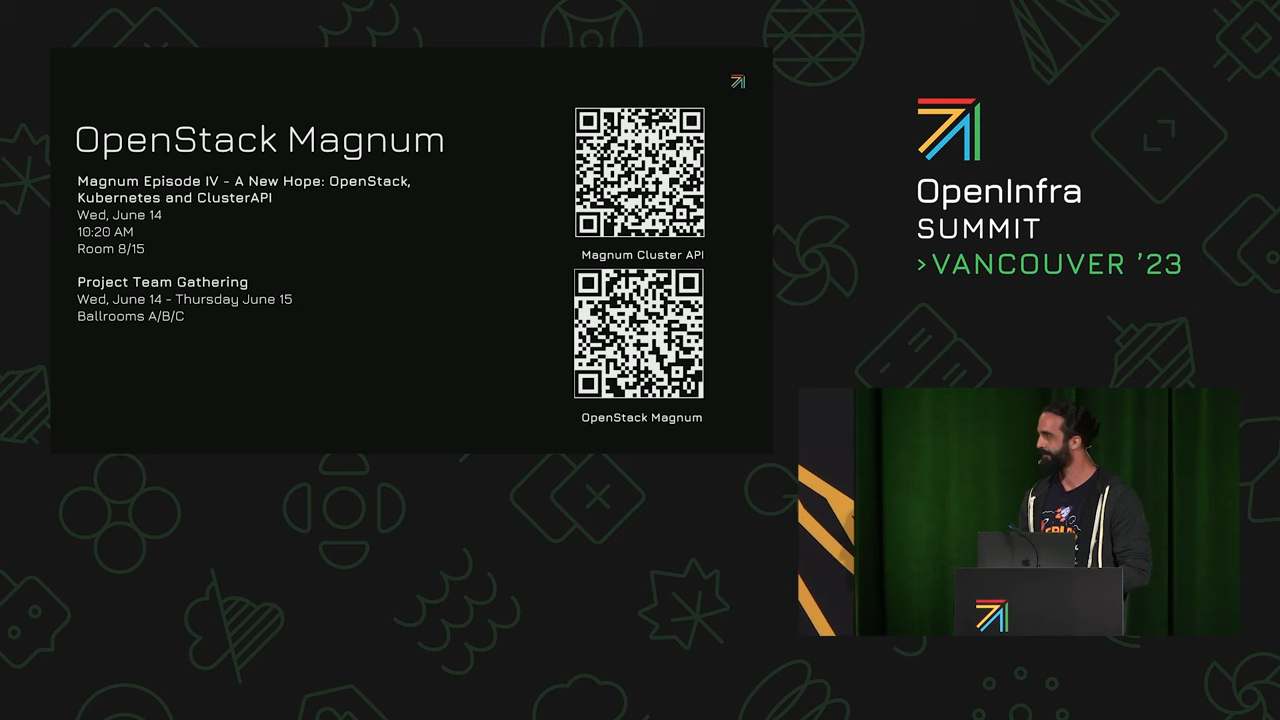 OpenStack Magnum
Magnum Episode IV - A New Hope: OpenStack,
Kubernetes and ClusterAPI
Wed, June 14
10:20 AM
Room 8/15
Project Team Gathering
Wed, June 14 - Thursday June 15
Ballrooms A/B/C
Magnum Cluster API
OpenStack Magnum
OpenInfra
SUMMIT
>VANCOUVER '23